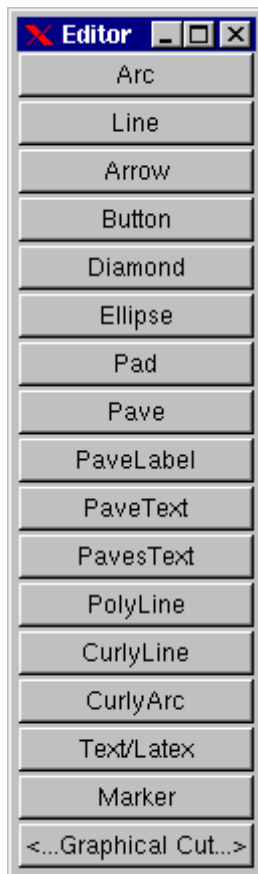 Editor
Arc
Line
Arrow
Button
Diamond
Ellipse
Pad
Pave
PaveLabel
PaveText
PavesText
PolyLine
CurlyLine
CurlyArc
Text/Latex
Marker
<...Graphical Cut...>